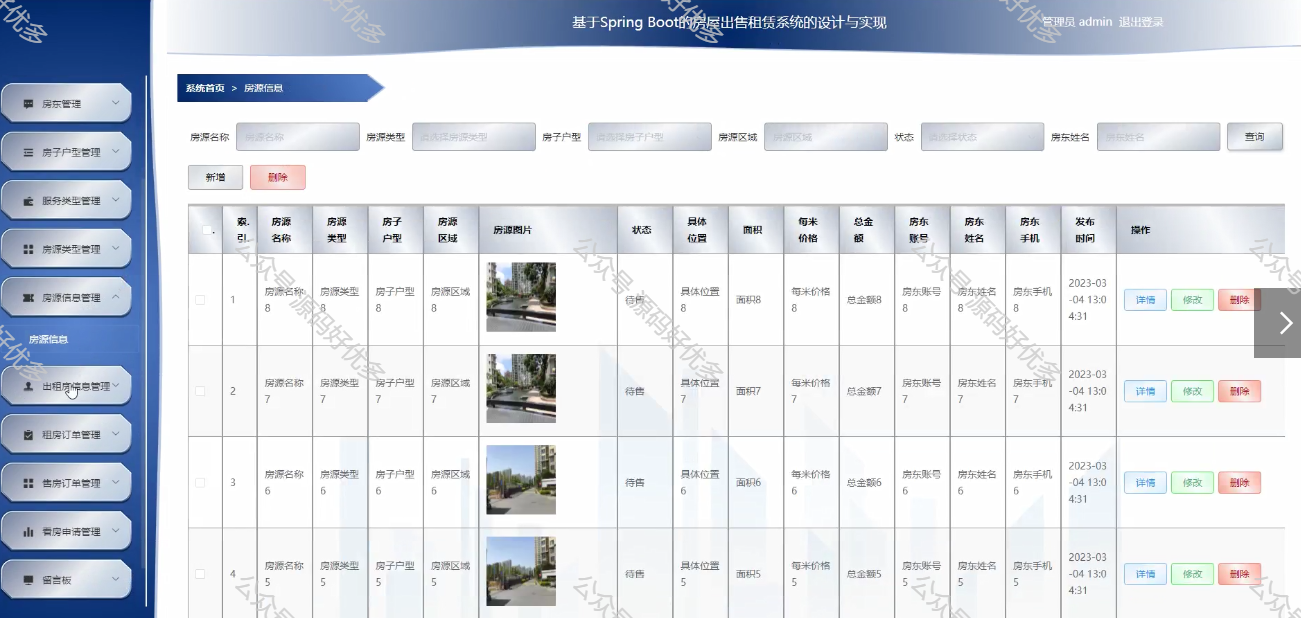 基于Spring Boot的房屋出售租赁系统的设计与实现
管理员 admin 退出登录
房东管理
房子户型管理
服务类型管理
房源类型管理
房源信息管理
房源信息
出租房信息管理
租房订单管理
售房订单管理
看房申请管理
留言板
系统首页 > 房源信息
房源名称 房源名称 房源类型 请选择房源类型 房子户型 请选择房子户型 房源区域 房源区域 状态 请选择状态 房东姓名 房东姓名 查询
新增 删除
索. 房源 房源 房子 房源 房源图片 状态 具体 面积 每米 总金 房东 房东 房东 发布 操作
引. 名称 类型 户型 区域 位置 价格 额 账号 姓名 手机 时间
1 房源名称 房源类型 房子户型 房源区域 待售 具体位置 面积8 每米价格 总金额8 房东账号 房东姓名 房东手机 2023-03
8 8 8 8 8 8 8 8 8 -04 13:0
4:31
详情 修改 删除
2 房源名称 房源类型 房子户型 房源区域 待售 具体位置 面积7 每米价格 总金额7 房东账号 房东姓名 房东手机 2023-03
7 7 7 7 7 7 7 7 7 -04 13:0
4:31
详情 修改 删除
3 房源名称 房源类型 房子户型 房源区域 待售 具体位置 面积6 每米价格 总金额6 房东账号 房东姓名 房东手机 2023-03
6 6 6 6 6 6 6 6 6 -04 13:0
4:31
详情 修改 删除
4 房源名称 房源类型 房子户型 房源区域 待售 具体位置 面积5 每米价格 总金额5 房东账号 房东姓名 房东手机 2023-03
5 5 5 5 5 5 5 5 5 -04 13:0
4:31
详情 修改 删除
公众号 源码好优多
公众号 源码好优多
公众号 源码好优多